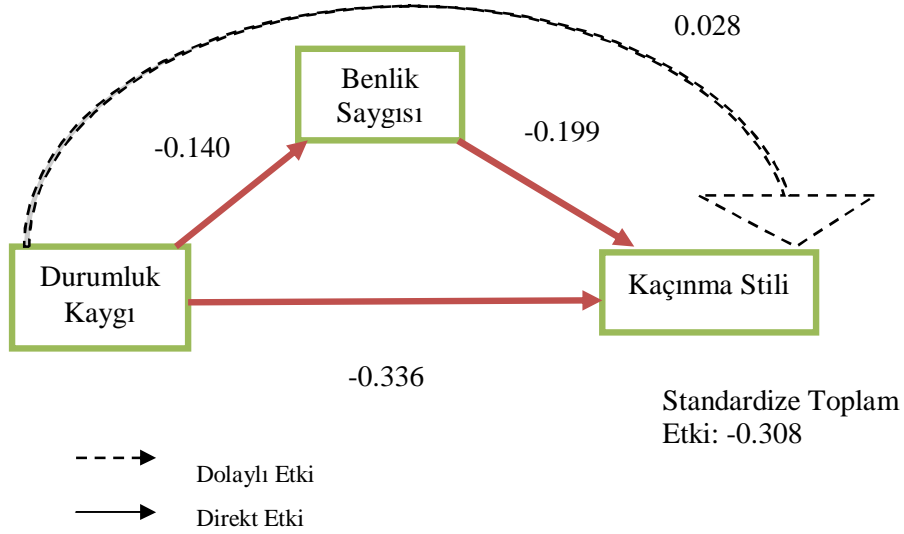 0.028
Benlik
Saygısı
-0.140
-0.199
Durumluk
Kaygı
Kaçınma Stili
-0.336
Standardize Toplam
Etki: -0.308
Dolaylı Etki
Direkt Etki